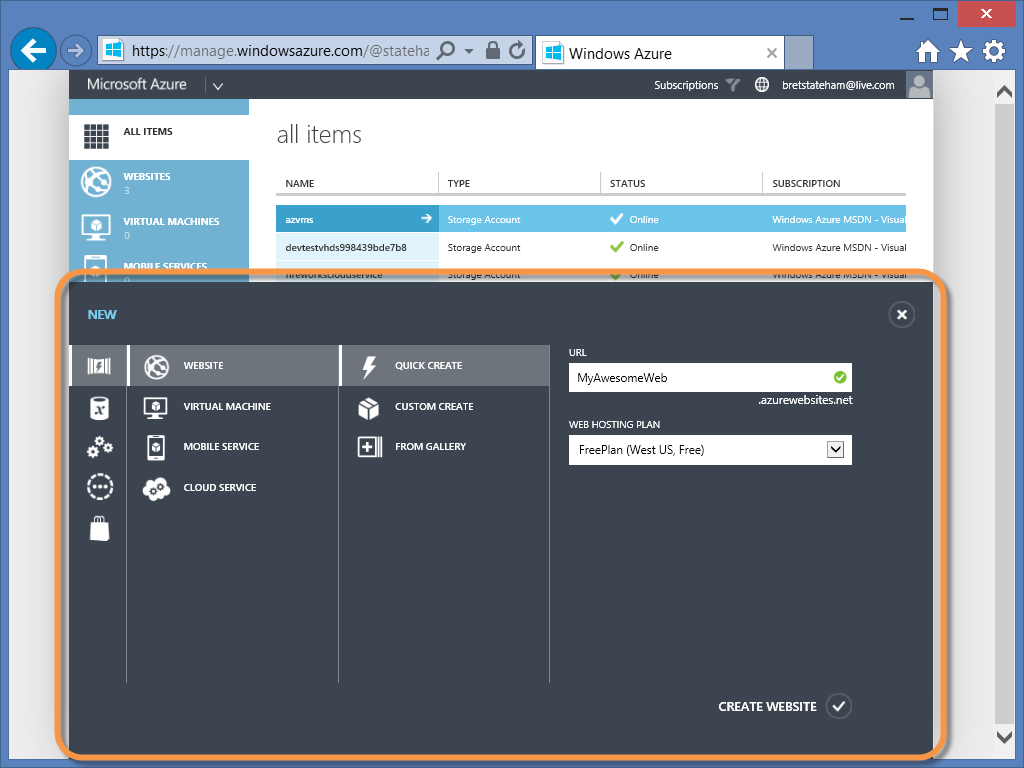 https://manage.windowsazure.com/@stateha
Windows Azure
Microsoft Azure
Subscriptions
bretstateham@live.com
ALL ITEMS
WEBSITES
3
VIRTUAL MACHINES
0
MOBILE SERVICES
0
all items
NAME TYPE STATUS SUBSCRIPTION
azvms Storage Account Online Windows Azure MSDN - Visual
devtestvhds998439bde7b8 Storage Account Online Windows Azure MSDN - Visual
fireworkscloudservice Storage Account Online Windows Azure MSDN - Visual
NEW
WEBSITE
VIRTUAL MACHINE
MOBILE SERVICE
CLOUD SERVICE
QUICK CREATE
CUSTOM CREATE
FROM GALLERY
URL
MyAwesomeWeb
.azurewebsites.net
WEB HOSTING PLAN
FreePlan (West US, Free)
CREATE WEBSITE